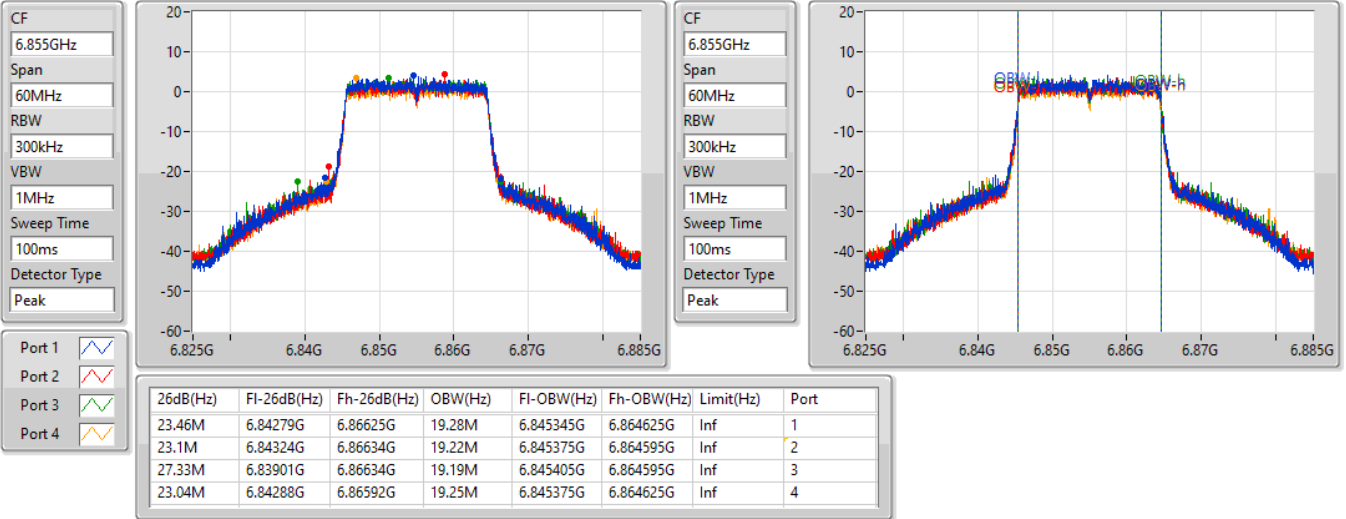 CF
6.855GHz
Span
60MHz
RBW
300kHz
VBW
1MHz
Sweep Time
100ms
Detector Type
Peak
20
10
0
-10
-20
-30
-40
-50
-60
6.825G 6.84G 6.85G 6.86G 6.87G 6.885G
CF
6.855GHz
Span
60MHz
RBW
300kHz
VBW
1MHz
Sweep Time
100ms
Detector Type
Peak
20
10
0
-10
-20
-30
-40
-50
-60
OBW-h
6.825G 6.84G 6.85G 6.86G 6.87G 6.885G
Port 1
Port 2
Port 3
Port 4
26dB(Hz) Fl-26dB(Hz) Fh-26dB(Hz) OBW(Hz) Fl-OBW(Hz) Fh-OBW(Hz) Limit(Hz) Port
23.46M 6.84279G 6.86625G 19.28M 6.845345G 6.864625G Inf 1
23.1M 6.84324G 6.86634G 19.22M 6.845375G 6.864595G Inf 2
27.33M 6.83901G 6.86634G 19.19M 6.845405G 6.864595G Inf 3
23.04M 6.84288G 6.86592G 19.25M 6.845375G 6.864625G Inf 4